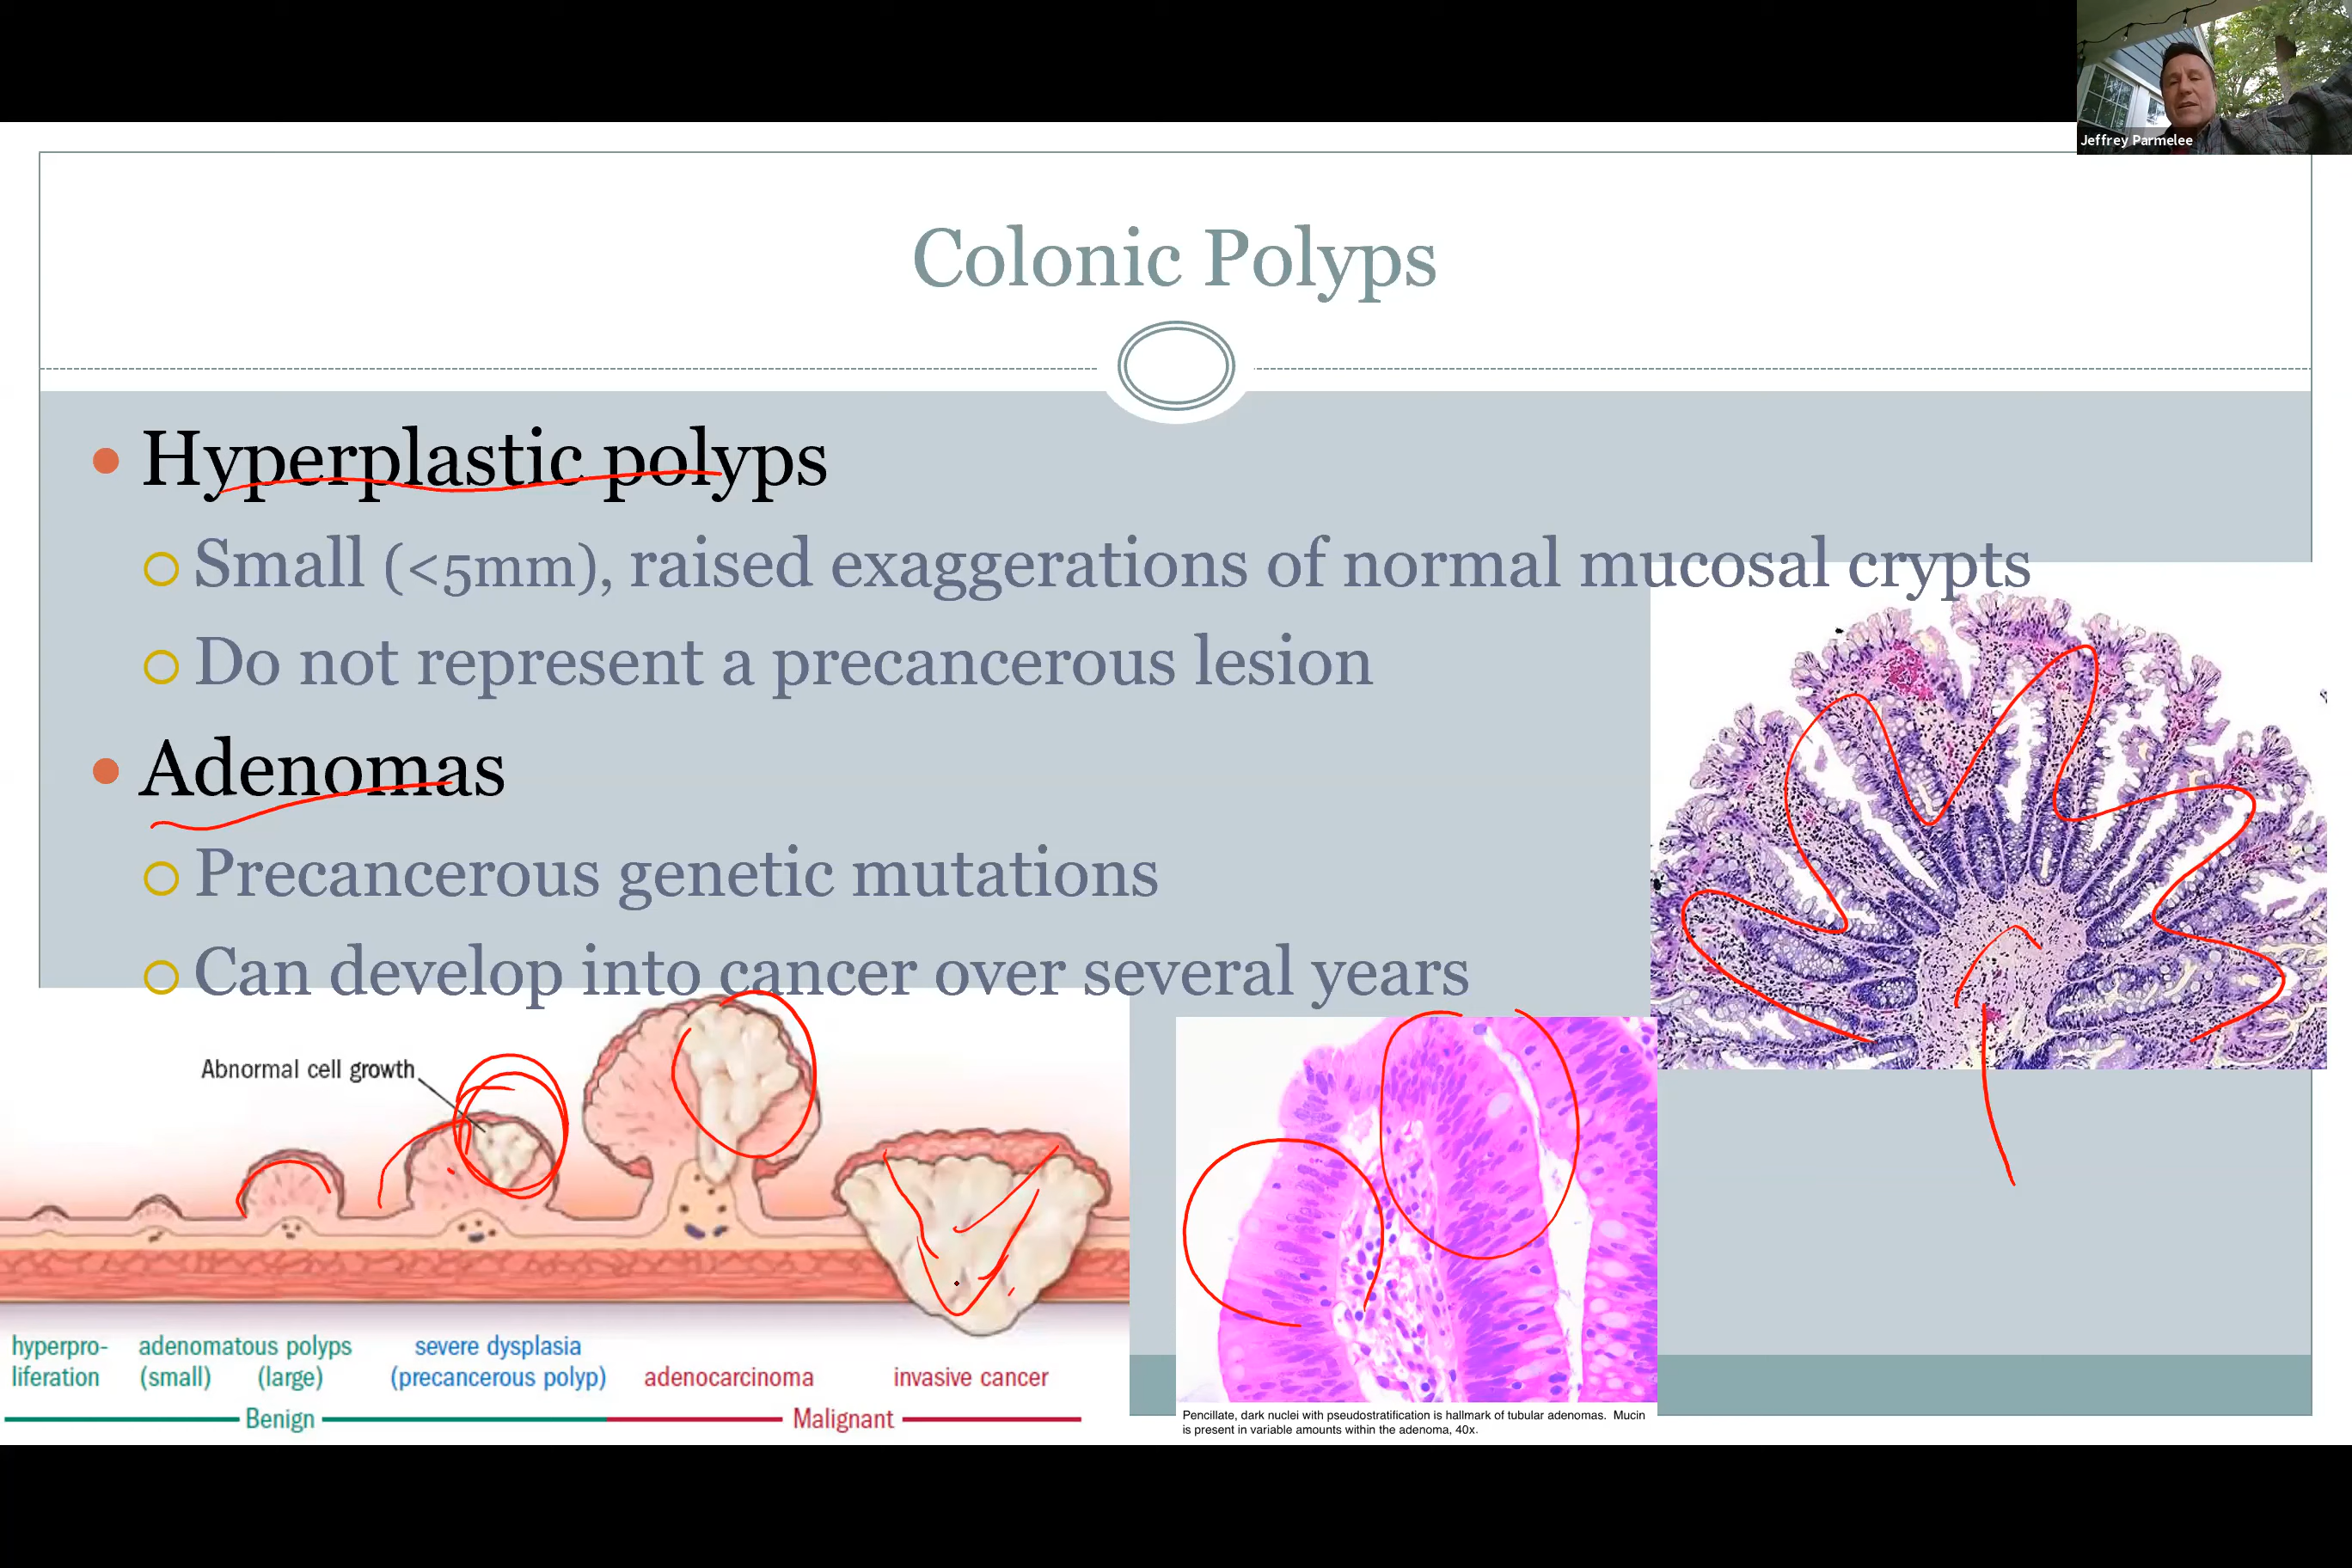 Jeffrey Parmelee
Colonic Polyps
Hyperplastic polyps
Small (<5mm), raised exaggerations of normal mucosal crypts
Do not represent a precancerous lesion
Adenomas
Precancerous genetic mutations
Can develop into cancer over several years
Abnormal cell growth
hyperpro-
liferation
adenomatous polyps
(small) (large)
severe dysplasia
(precancerous polyp)
adenocarcinoma
invasive cancer
Benign
Malignant
Pencillate, dark nuclei with pseudostratification is hallmark of tubular adenomas. Mucin
is present in variable amounts within the adenoma, 40x.